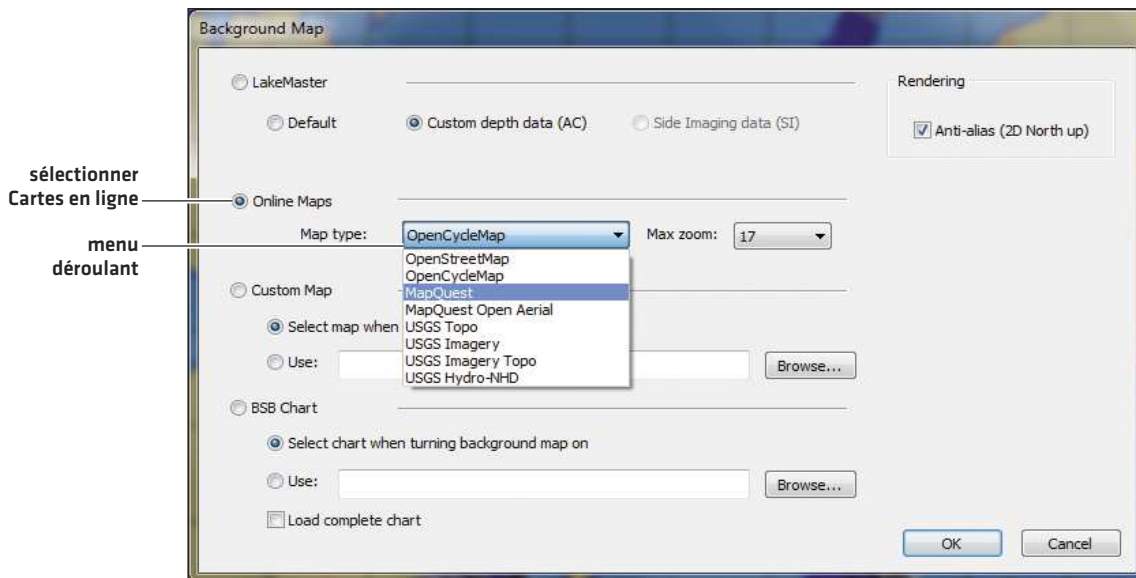 Background Map
LakeMaster
Rendering
Default
Custom depth data (AC)
Side Imaging data (SI)
Anti-alias (2D North up)
sélectionner
Cartes en ligne
Online Maps
menu
déroulant
Map type:
OpenCycleMap
Max zoom:
17
OpenStreetMap
OpenCycleMap
MapQuest
MapQuest Open Aerial
USGS Topo
USGS Imagery
USGS Imagery Topo
USGS Hydro-NHD
Custom Map
Select map when
Use:
Browse...
BSB Chart
Select chart when turning background map on
Use:
Browse...
Load complete chart
OK
Cancel